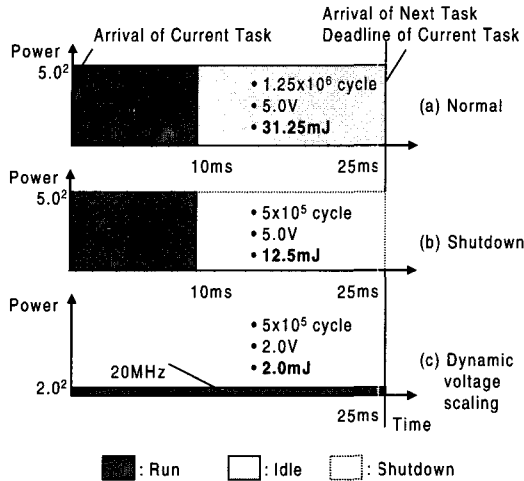 Arrival of Next Task
Deadline of Current Task
Power
Arrival of Current Task
5.0²
• 1.25x10⁶ cycle
• 5.0V
• 31.25mJ
(a) Normal
10ms
25ms
Power
5.0²
• 5x10⁵ cycle
• 5.0V
• 12.5mJ
(b) Shutdown
10ms
25ms
Power
• 5x10⁵ cycle
• 2.0V
• 2.0mJ
20MHz
2.0²
(c) Dynamic
voltage
scaling
25ms
Time
: Run
: Idle
: Shutdown